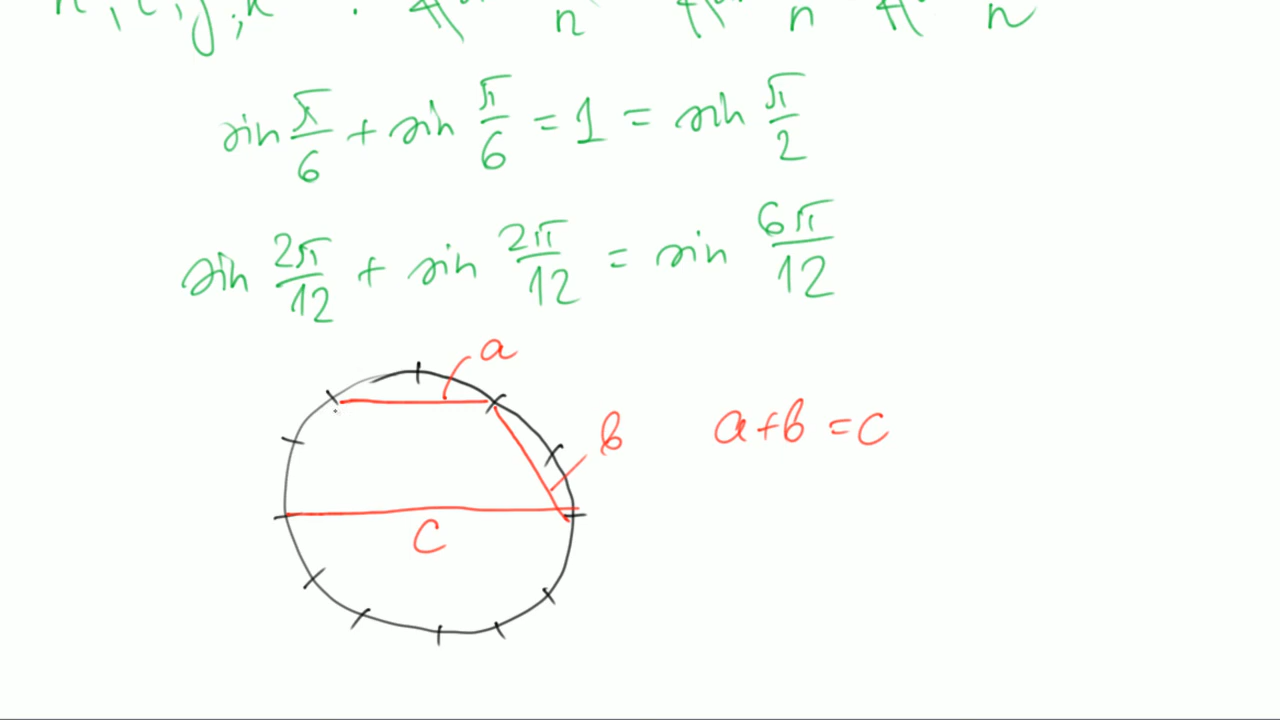 n n n
sin π/6 + sin π/6 = 1 = sin π/2
sin 2π/12 + sin 2π/12 = sin 6π/12
a
b a+b=c
c